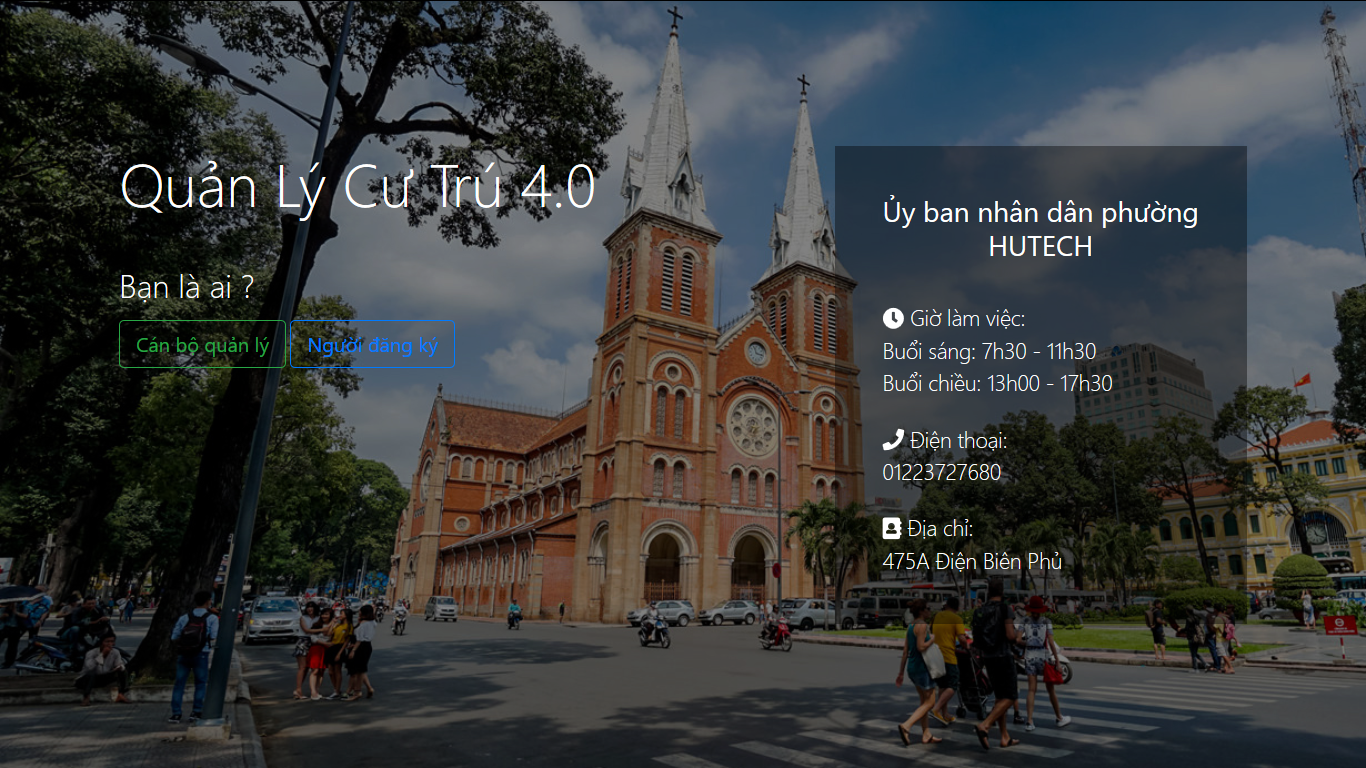 Quản Lý Cư Trú 4.0
Bạn là ai ?
Cán bộ quản lý
Người đăng ký
Ủy ban nhân dân phường
HUTECH
Giờ làm việc:
Buổi sáng: 7h30 - 11h30
Buổi chiều: 13h00 - 17h30
Điện thoại:
01223727680
Địa chỉ:
475A Điện Biên Phủ